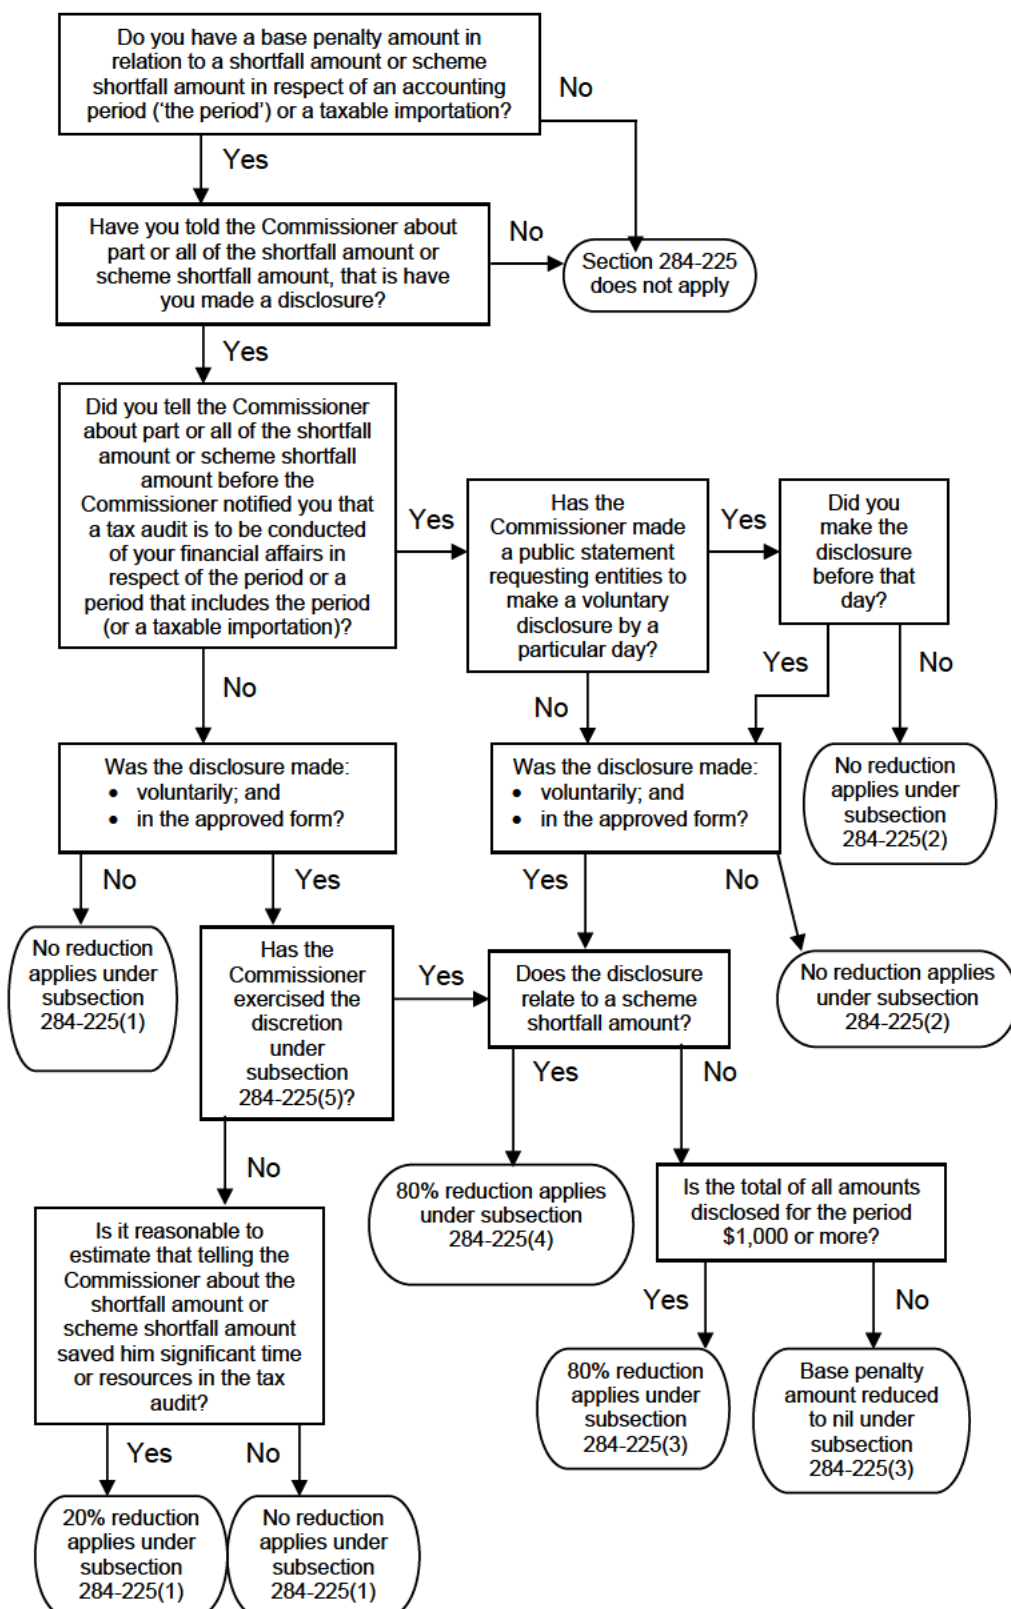 Do you have a base penalty amount in
relation to a shortfall amount or scheme
shortfall amount in respect of an accounting
period (‘the period’) or a taxable importation?
No
Yes
Have you told the Commissioner about
part or all of the shortfall amount or
scheme shortfall amount, that is have
you made a disclosure?
No
Section 284-225
does not apply
Yes
Did you tell the Commissioner
about part or all of the shortfall
amount or scheme shortfall
amount before the
Commissioner notified you that
a tax audit is to be conducted
of your financial affairs in
respect of the period or a
period that includes the period
(or a taxable importation)?
Yes
Has the
Commissioner made
a public statement
requesting entities to
make a voluntary
disclosure by a
particular day?
Yes
Did you
make the
disclosure
before that
day?
No
No
Yes
No
Was the disclosure made:
• voluntarily; and
• in the approved form?
Was the disclosure made:
• voluntarily; and
• in the approved form?
No reduction
applies under
subsection
284-225(2)
No
Yes
Yes
No
No reduction
applies under
subsection
284-225(1)
Has the
Commissioner
exercised the
discretion
under
subsection
284-225(5)?
Yes
Does the disclosure
relate to a scheme
shortfall amount?
No reduction applies
under subsection
284-225(2)
Yes
No
No
80% reduction applies
under subsection
284-225(4)
Is the total of all amounts
disclosed for the period
$1,000 or more?
Is it reasonable to
estimate that telling the
Commissioner about the
shortfall amount or
scheme shortfall amount
saved him significant time
or resources in the tax
audit?
Yes
No
80% reduction
applies under
subsection
284-225(3)
Base penalty
amount reduced
to nil under
subsection
284-225(3)
Yes
No
20% reduction
applies under
subsection
284-225(1)
No reduction
applies under
subsection
284-225(1)